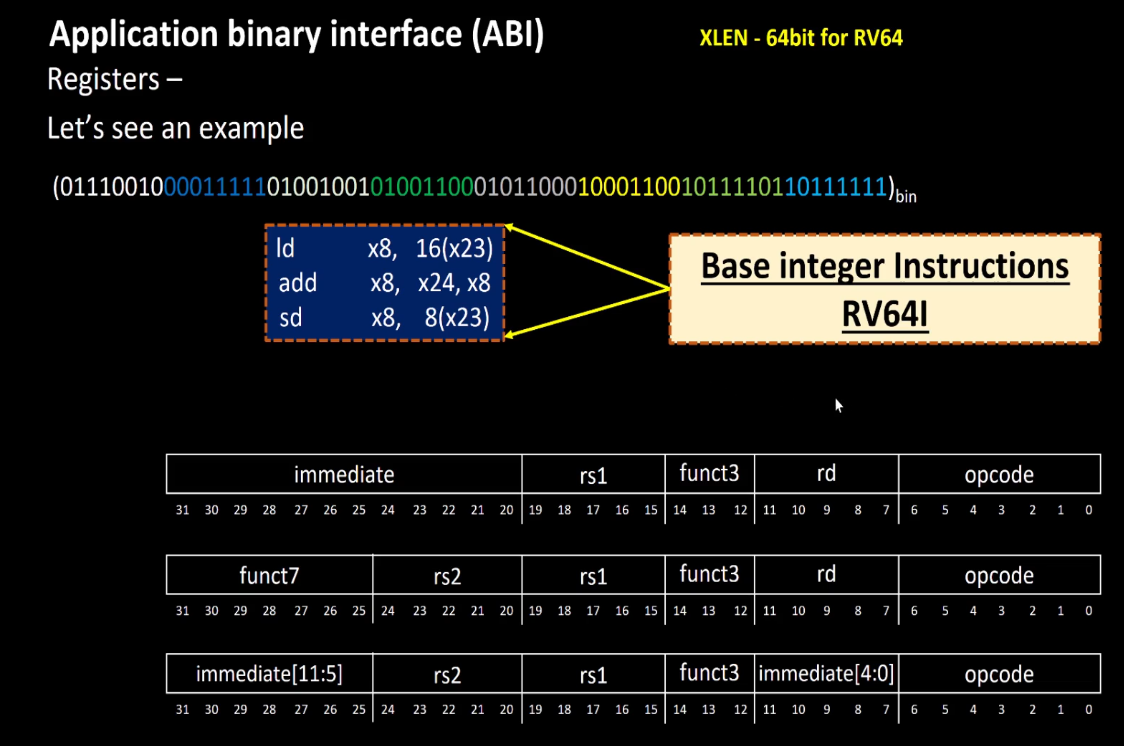 Application binary interface (ABI)
XLEN - 64bit for RV64
Registers –
Let's see an example
(0111001000011111010010010100110001011000100011001011110110111111)bin
ld x8, 16(x23)
add x8, x24, x8
sd x8, 8(x23)
Base integer Instructions
RV64I
immediate rs1 funct3 rd opcode
31 30 29 28 27 26 25 24 23 22 21 20 19 18 17 16 15 14 13 12 11 10 9 8 7 6 5 4 3 2 1 0
funct7 rs2 rs1 funct3 rd opcode
31 30 29 28 27 26 25 24 23 22 21 20 19 18 17 16 15 14 13 12 11 10 9 8 7 6 5 4 3 2 1 0
immediate[11:5] rs2 rs1 funct3 immediate[4:0] opcode
31 30 29 28 27 26 25 24 23 22 21 20 19 18 17 16 15 14 13 12 11 10 9 8 7 6 5 4 3 2 1 0